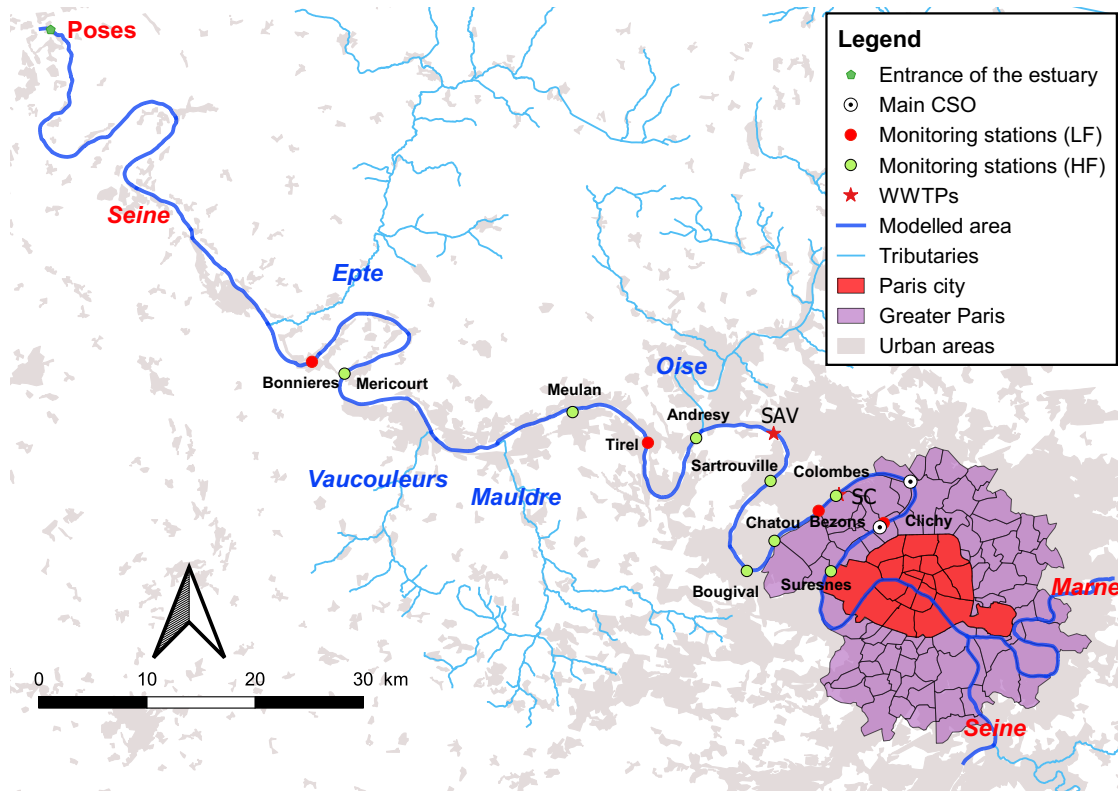 Poses
Legend
Entrance of the estuary
Main CSO
Monitoring stations (LF)
Monitoring stations (HF)
WWTPs
Modelled area
Tributaries
Paris city
Greater Paris
Urban areas
Seine
Epte
Oise
Bonnieres
Mericourt
Meulan
Andresy
SAV
Tirel
Sartrouville
Colombes
Vaucouleurs
Mauldre
SC
Chatou
Bezons
Clichy
Bougival
Suresnes
Marne
0 10 20 30 km
Seine